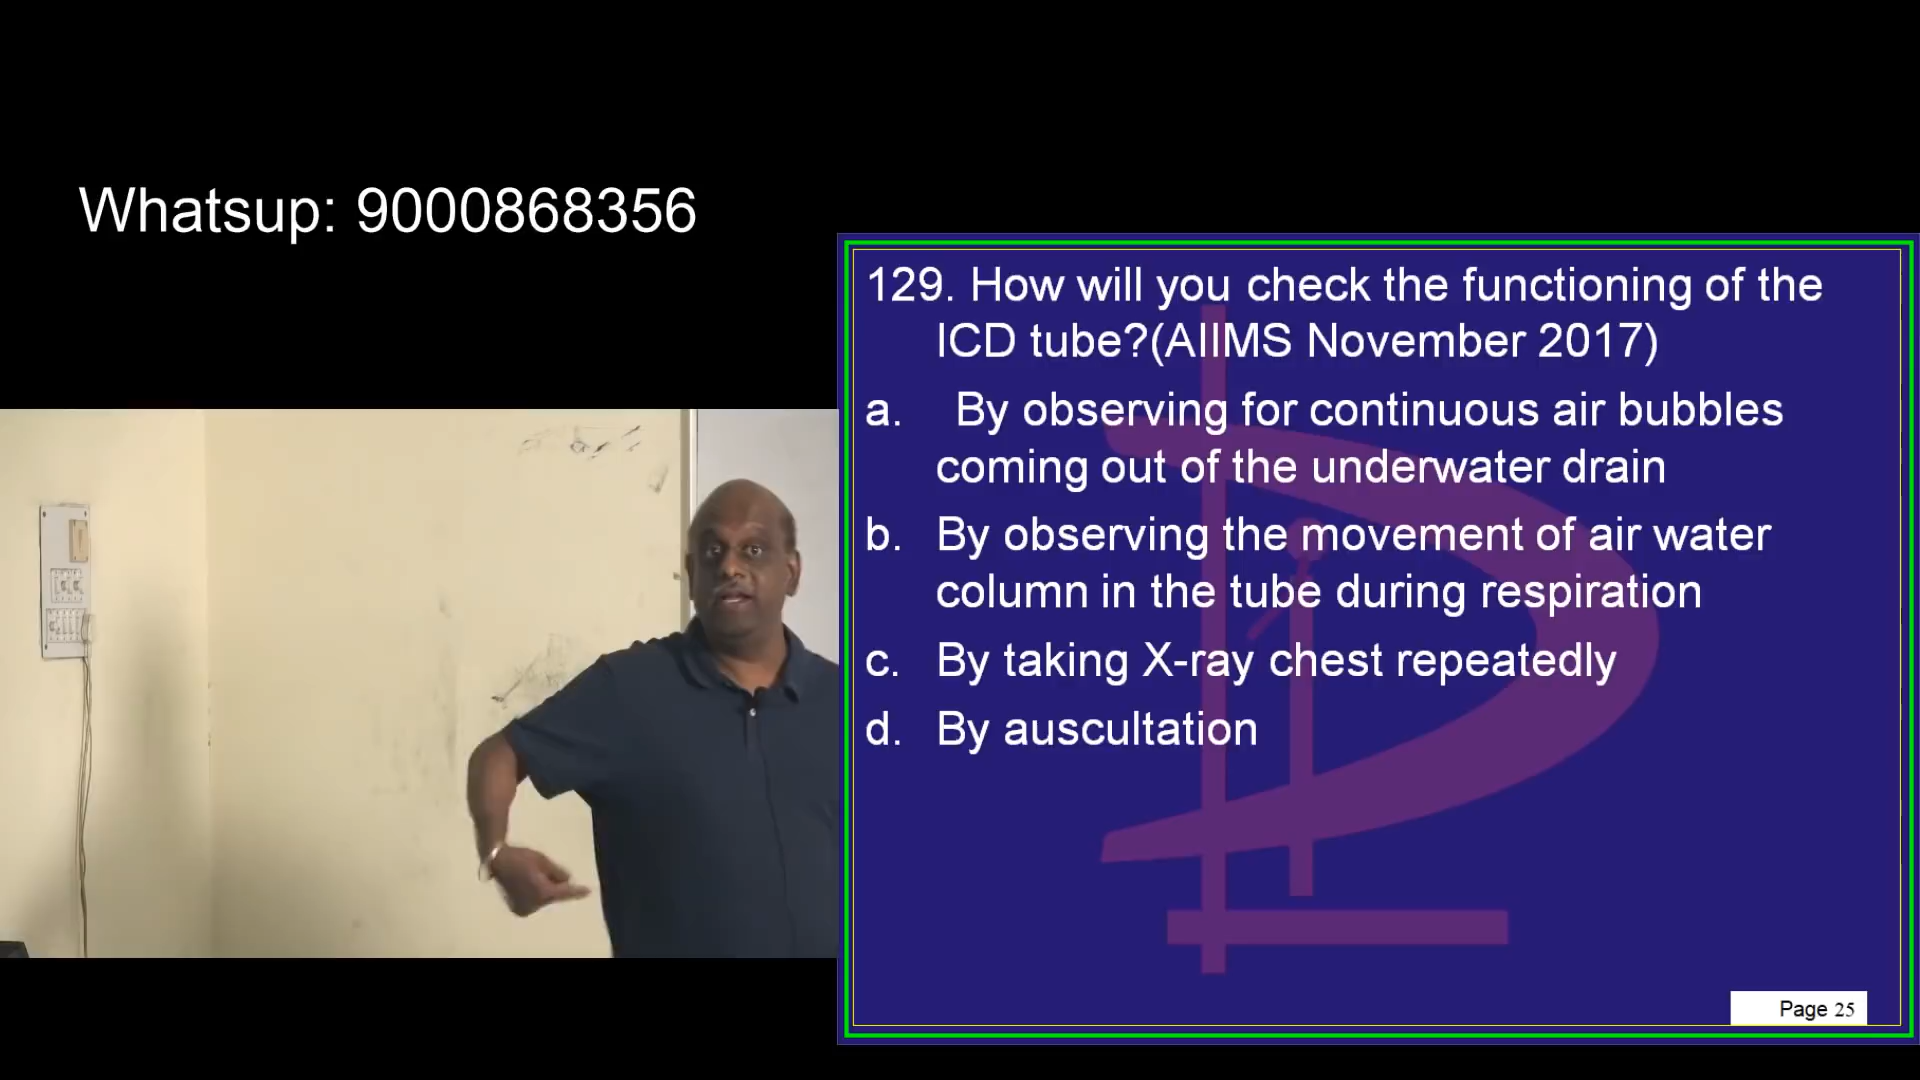 Whatsup: 9000868356
129. How will you check the functioning of the
ICD tube?(AIIMS November 2017)
a. By observing for continuous air bubbles
coming out of the underwater drain
b. By observing the movement of air water
column in the tube during respiration
c. By taking X-ray chest repeatedly
d. By auscultation
Page 25